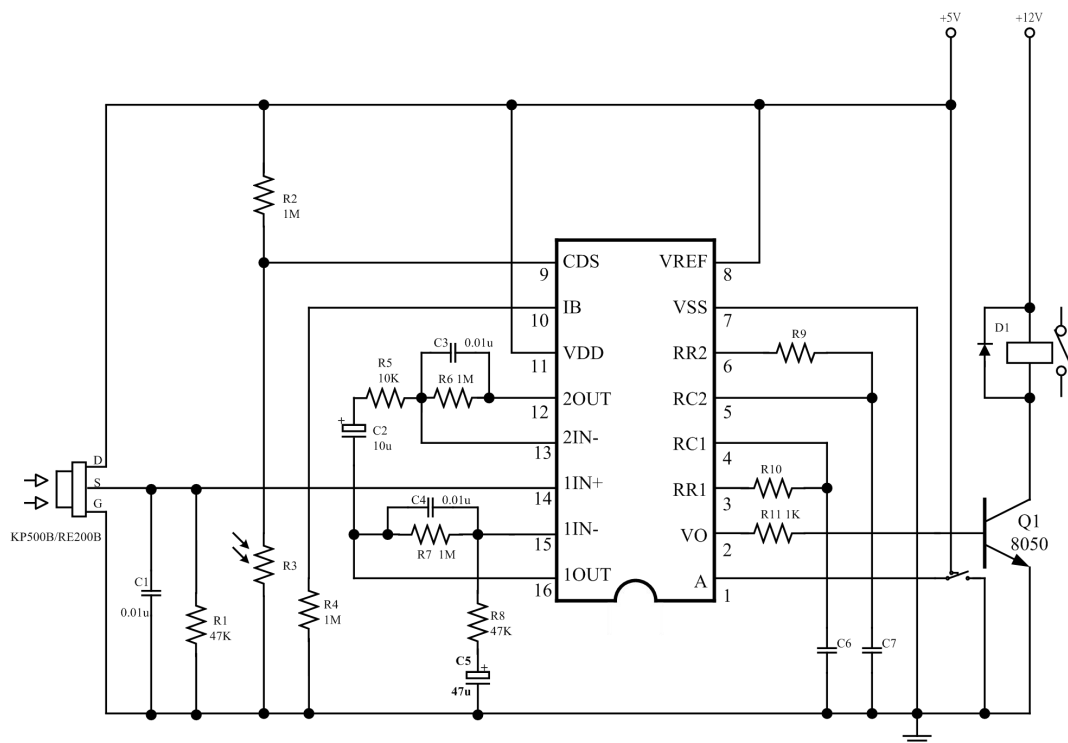 +5V
+12V
R2
1M
CDS
VREF
9
8
IB
VSS
10
7
D1
C3
0.01u
R9
VDD
RR2
11
6
R5
10K
R6 1M
2OUT
RC2
12
5
+
C2
10u
2IN-
RC1
13
4
D
S
G
1IN+
RR1
14
3
R10
C4
0.01u
R11 1K
KP500B/RE200B
1IN-
VO
15
2
R7 1M
Q1
8050
R3
1OUT
A
16
1
C1
0.01u
R1
47K
R4
1M
R8
47K
C6
C7
C5
+
47u